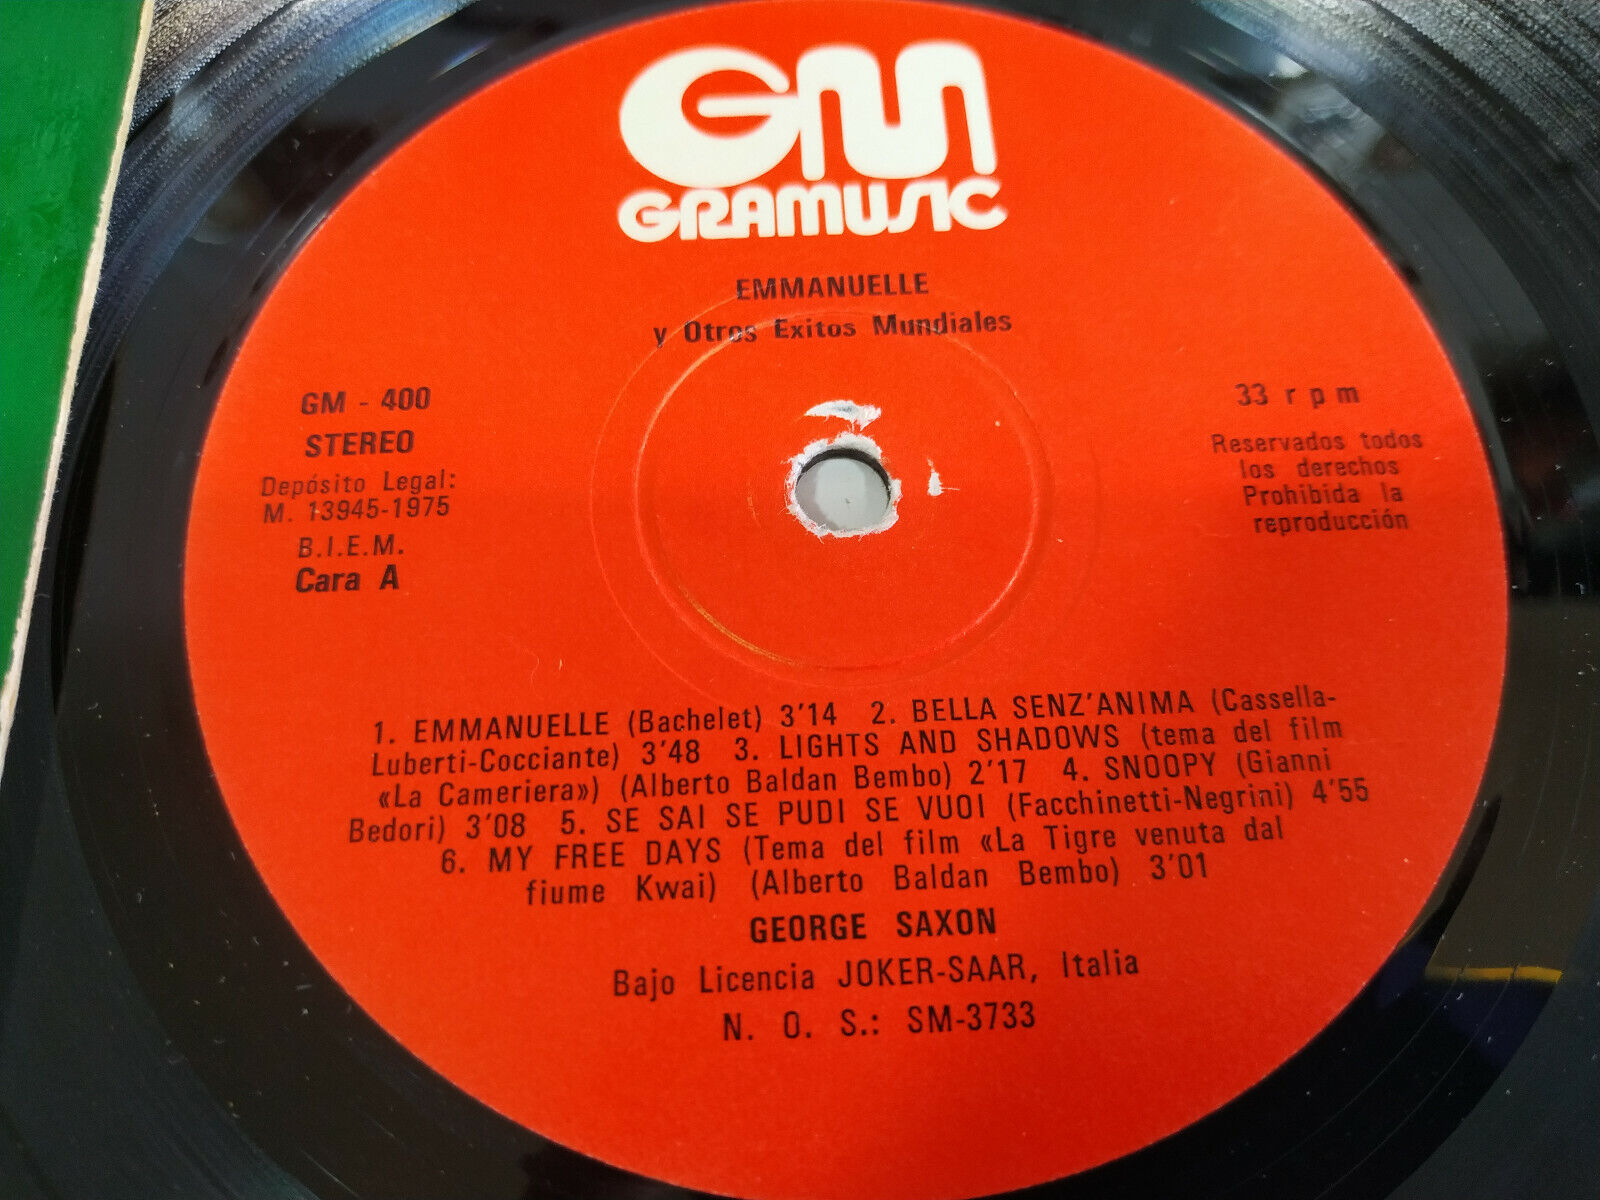 GM
GRAMUSIC
EMMANUELLE
y Otros Exitos Mundiales
GM - 400
STEREO
Depósito Legal:
M. 13945-1975
B.I.E.M.
Cara A
33 r p m
Reservados todos
los derechos
Prohibida la
reproducción
1. EMMANUELLE (Bachelet) 3'14 2. BELLA SENZ'ANIMA (Cassella-
Luberti-Cocciante) 3'48 3. LIGHTS AND SHADOWS (tema del film
«La Cameriera») (Alberto Baldan Bembo) 2'17 4. SNOOPY (Gianni
Bedori) 3'08 5. SE SAI SE PUDI SE VUOI (Facchinetti-Negrini) 4'55
6. MY FREE DAYS (Tema del film «La Tigre venuta dal
fiume Kwai) (Alberto Baldan Bembo) 3'01
GEORGE SAXON
Bajo Licencia JOKER-SAAR, Italia
N. O. S.: SM-3733